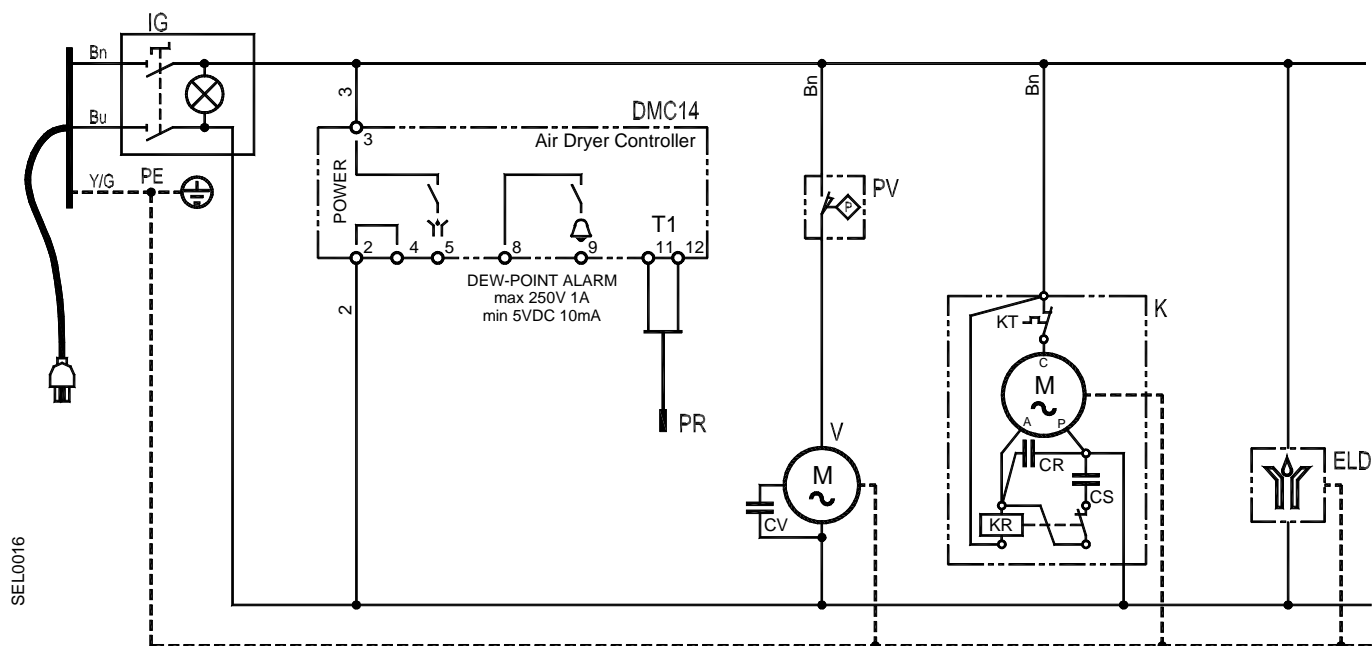 IG
Bn
Bu
Y/G
PE
3
DMC14
3
Air Dryer Controller
POWER
T1
2
4
5
8
9
11
12
DEW-POINT ALARM
max 250V 1A
min 5VDC 10mA
2
PR
Bn
P
PV
V
M
CV
Bn
K
KT
C
M
A
P
CR
CS
KR
ELD
SEL0016